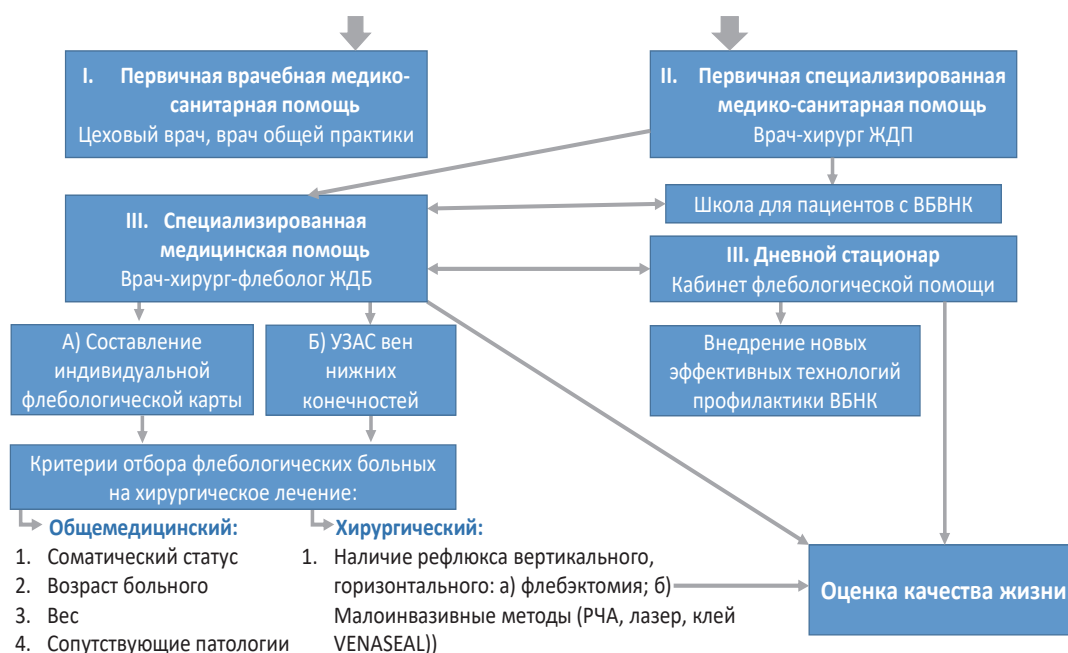 I. Первичная врачебная медико-
санитарная помощь
Цеховый врач, врач общей практики
II. Первичная специализированная
медико-санитарная помощь
Врач-хирург ЖДП
Школа для пациентов с ВБВНК
III. Специализированная
медицинская помощь
Врач-хирург-флеболог ЖДБ
III. Дневной стационар
Кабинет флебологической помощи
А) Составление
индивидуальной
флебологической карты
Б) УЗАС вен
нижних
конечностей
Внедрение новых
эффективных технологий
профилактики ВБНК
Критерии отбора флебологических больных
на хирургическое лечение:
Общемедицинский:
1. Соматический статус
2. Возраст больного
3. Вес
4. Сопутствующие патологии
Хирургический:
1. Наличие рефлюкса вертикального,
горизонтального: а) флебэктомия; б)
Малоинвазивные методы (РЧА, лазер, клей
VENASEAL))
Оценка качества жизни